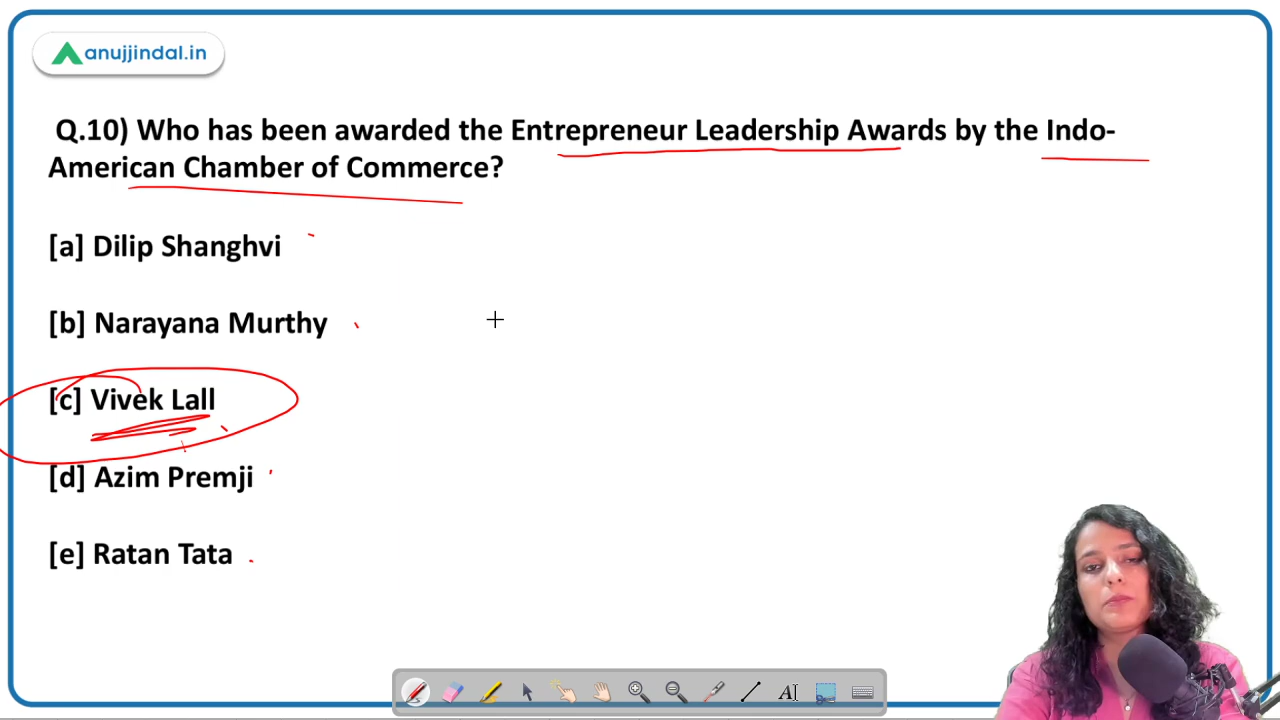 anujjindal.in
Q.10) Who has been awarded the Entrepreneur Leadership Awards by the Indo-
American Chamber of Commerce?
[a] Dilip Shanghvi
[b] Narayana Murthy
[c] Vivek Lall
[d] Azim Premji
[e] Ratan Tata
AI